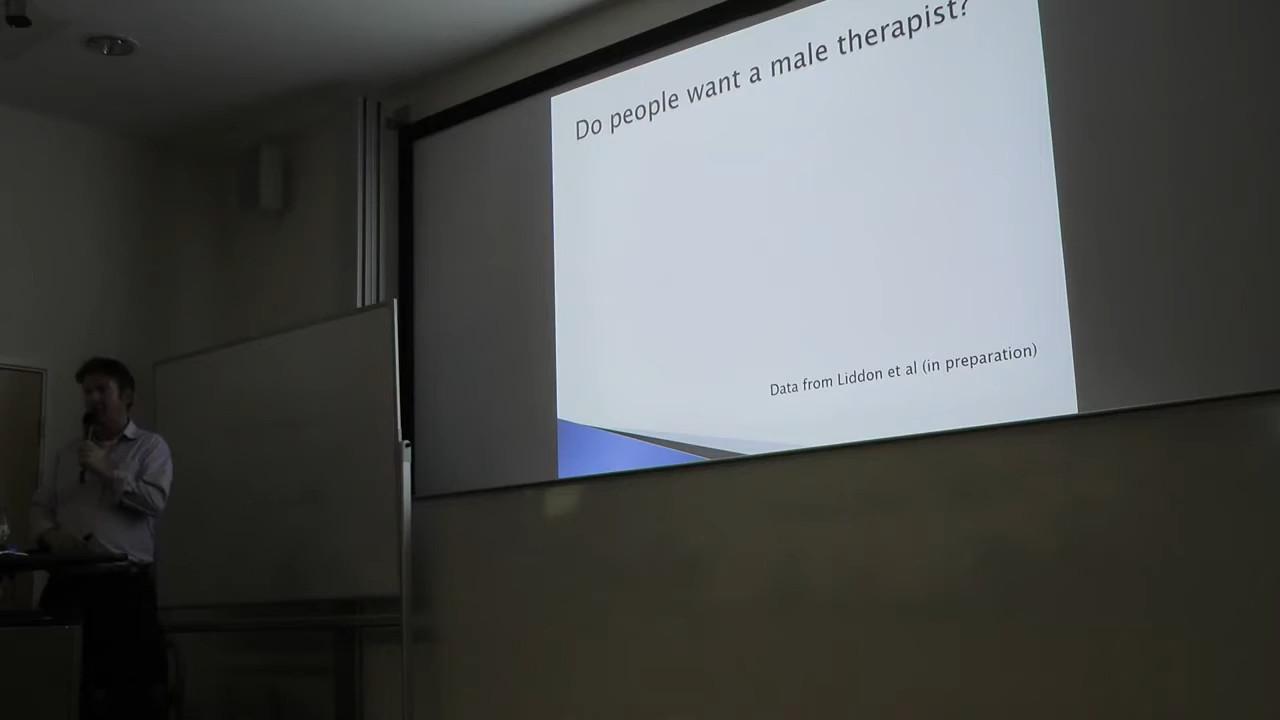 Do people want a male therapist?
Data from Liddon et al (in preparation)